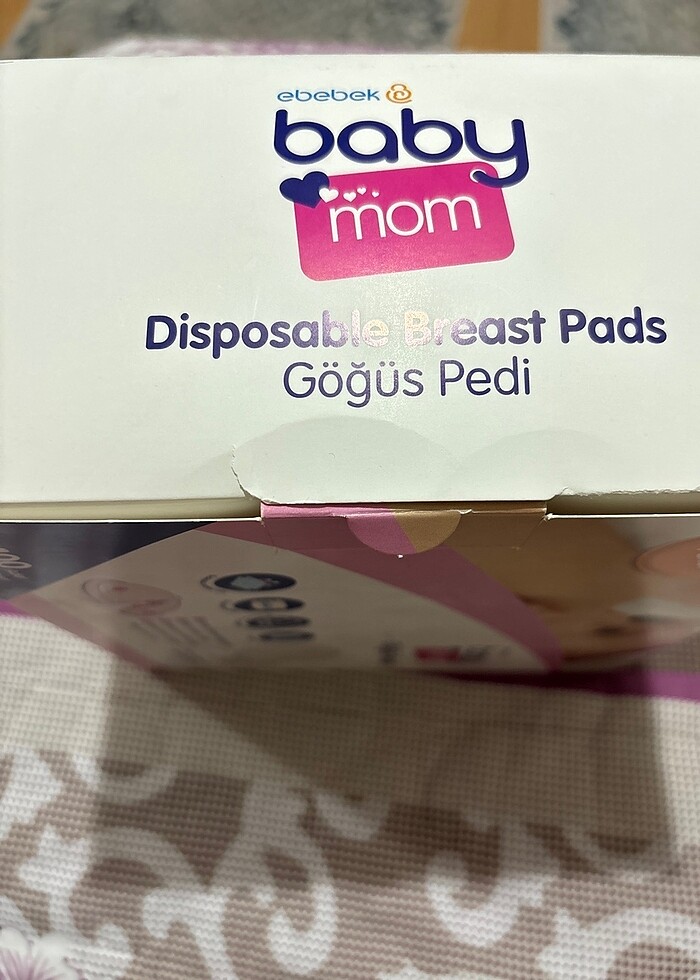 ebebek
baby
mom
Disposable Breast Pads
Göğüs Pedi